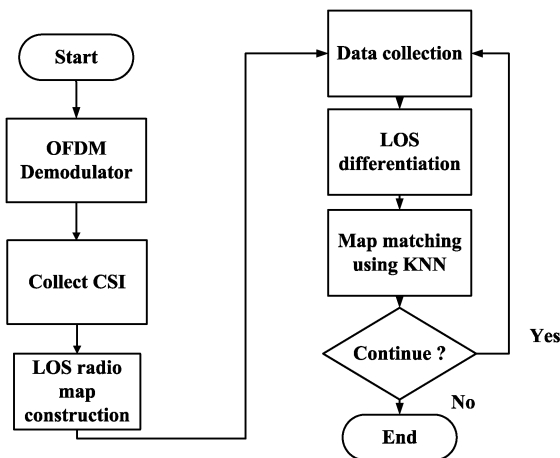 Start
OFDM
Demodulator
Collect CSI
LOS radio
map
construction
Data collection
LOS
differentiation
Map matching
using KNN
Continue ?
Yes
No
End